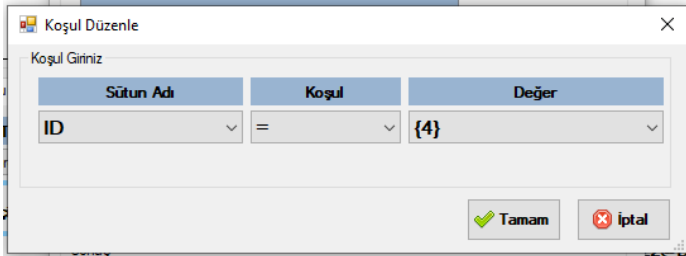 Koşul Düzenle
Koşul Giriniz
Sütun Adı Koşul Değer
ID = {4}
Tamam İptal